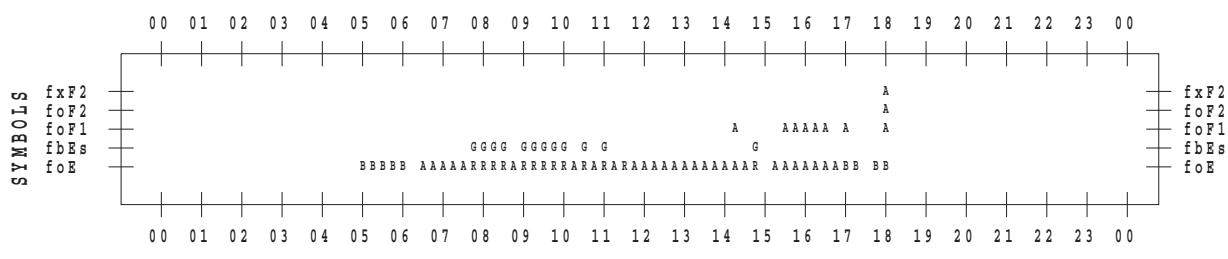 00 01 02 03 04 05 06 07 08 09 10 11 12 13 14 15 16 17 18 19 20 21 22 23 00
SYMBOLS
fxF2 A fxF2
foF2 A foF2
foF1 A AAAAA A A foF1
fbEs GGGG GGGGG G G G fbEs
foE BBBBB AAAAARRRRARRRRRARARARAAAAAAAAAAAAR AAAAAAABB BB foE
00 01 02 03 04 05 06 07 08 09 10 11 12 13 14 15 16 17 18 19 20 21 22 23 00